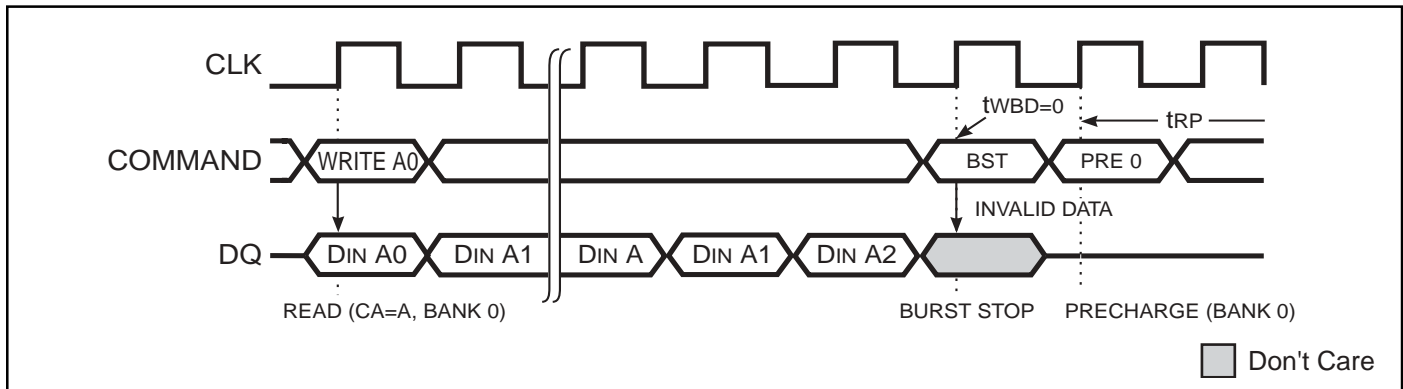 CLK
tWBD=0
tRP
COMMAND
WRITE A0
BST
PRE 0
INVALID DATA
DQ
DIN A0
DIN A1
DIN A
DIN A1
DIN A2
READ (CA=A, BANK 0)
BURST STOP
PRECHARGE (BANK 0)
Don't Care